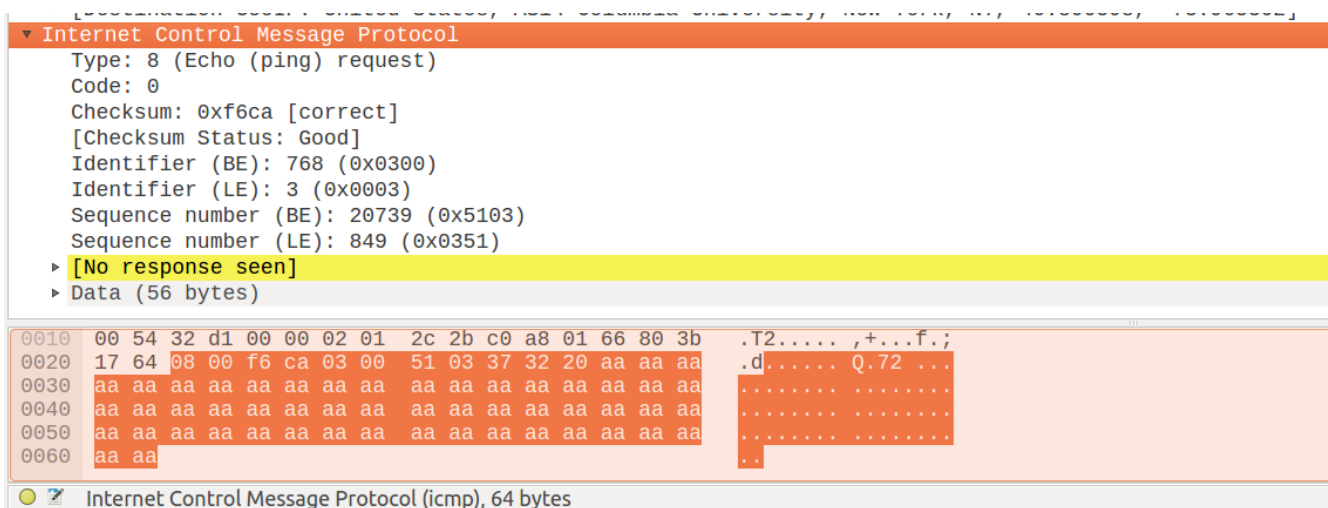 Internet Control Message Protocol
Type: 8 (Echo (ping) request)
Code: 0
Checksum: 0xf6ca [correct]
[Checksum Status: Good]
Identifier (BE): 768 (0x0300)
Identifier (LE): 3 (0x0003)
Sequence number (BE): 20739 (0x5103)
Sequence number (LE): 849 (0x0351)
[No response seen]
Data (56 bytes)
0010 00 54 32 d1 00 00 02 01 2c 2b c0 a8 01 66 80 3b .T2..... ,+...f.;
0020 17 64 08 00 f6 ca 03 00 51 03 37 32 20 aa aa aa .d...... Q.72 ...
0030 aa aa aa aa aa aa aa aa aa aa aa aa aa aa aa aa ........ ........
0040 aa aa aa aa aa aa aa aa aa aa aa aa aa aa aa aa ........ ........
0050 aa aa aa aa aa aa aa aa aa aa aa aa aa aa aa aa ........ ........
0060 aa aa ..
Internet Control Message Protocol (icmp), 64 bytes